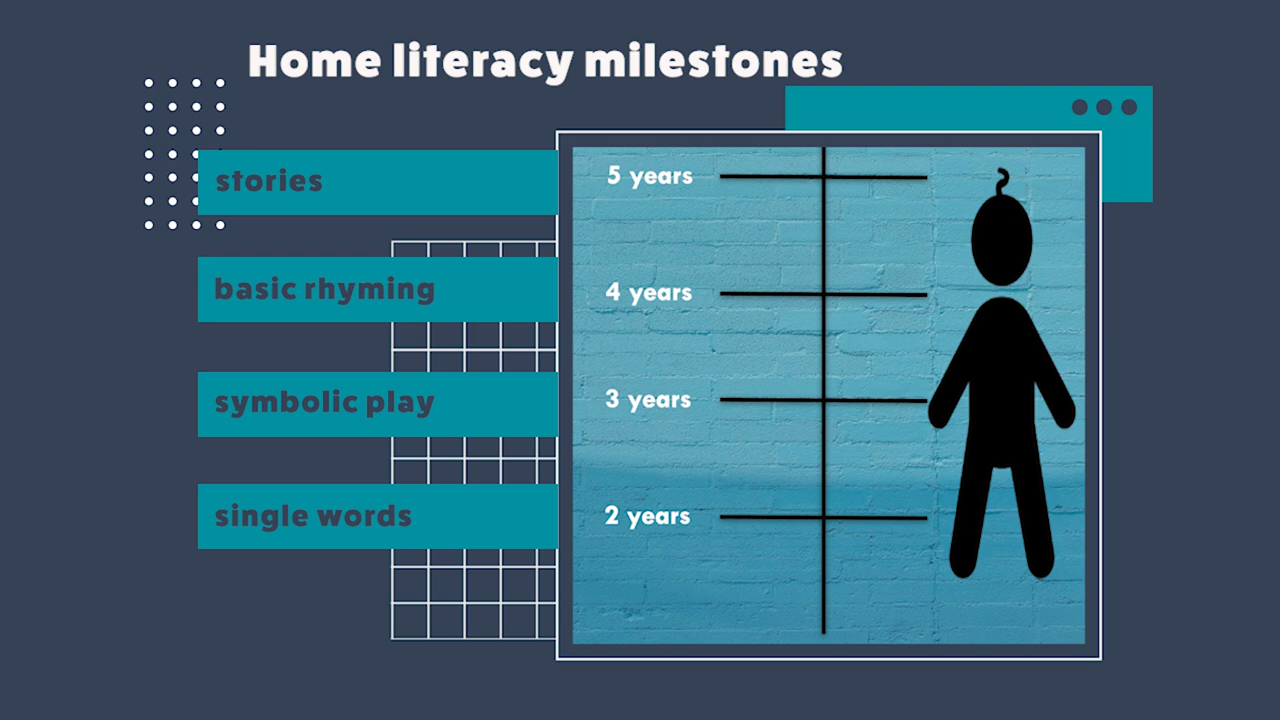 Home literacy milestones
stories
5 years
basic rhyming
4 years
symbolic play
3 years
single words
2 years